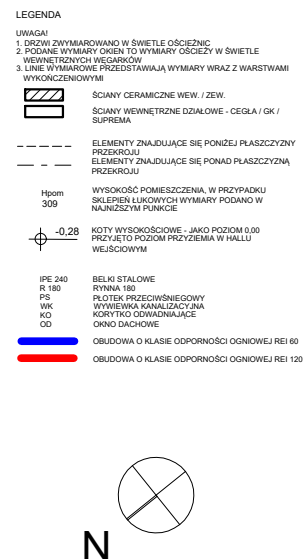 LEGENDA
UWAGA!
1. DRZWI ZWYMIAROWANO W ŚWIETLE OŚCIEŻNIC
2. PODANE WYMIARY OKIEN TO WYMIARY OŚCIEŻY W ŚWIETLE
WEWNĘTRZNYCH WĘGARKÓW
3. LINIE WYMIAROWE PRZEDSTAWIAJĄ WYMIARY WRAZ Z WARSTWAMI
WYKOŃCZENIOWYMI
ŚCIANY CERAMICZNE WEW. / ZEW.
ŚCIANY WEWNĘTRZNE DZIAŁOWE - CEGŁA / GK /
SUPREMA
ELEMENTY ZNAJDUJĄCE SIĘ PONIŻEJ PŁASZCZYZNY
PRZEKROJU
ELEMENTY ZNAJDUJĄCE SIĘ PONAD PŁASZCZYZNĄ
PRZEKROJU
Hpom
309
WYSOKOŚĆ POMIESZCZENIA, W PRZYPADKU
SKLEPIEŃ ŁUKOWYCH WYMIARY PODANO W
NAJNIŻSZYM PUNKCIE
-0,28
KOTY WYSOKOŚCIOWE - JAKO POZIOM 0,00
PRZYJĘTO POZIOM PRZYZIEMIA W HALLU
WEJŚCIOWYM
IPE 240 BELKI STALOWE
R 180 RYNNA 180
PS PŁOTEK PRZECIWŚNIEGOWY
WK WYWIEWKA KANALIZACYJNA
KO KORYTKO ODWADNIAJĄCE
OD OKNO DACHOWE
OBUDOWA O KLASIE ODPORNOŚCI OGNIOWEJ REI 60
OBUDOWA O KLASIE ODPORNOŚCI OGNIOWEJ REI 120
N